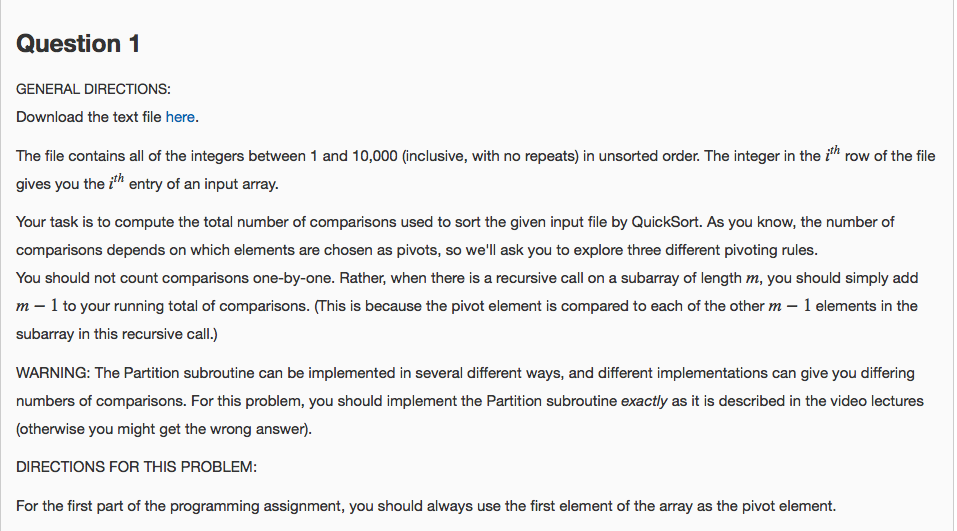 Question 1
GENERAL DIRECTIONS:
Download the text file here.
The file contains all of the integers between 1 and 10,000 (inclusive, with no repeats) in unsorted order. The integer in the i^th row of the file
gives you the i^th entry of an input array.
Your task is to compute the total number of comparisons used to sort the given input file by QuickSort. As you know, the number of
comparisons depends on which elements are chosen as pivots, so we'll ask you to explore three different pivoting rules.
You should not count comparisons one-by-one. Rather, when there is a recursive call on a subarray of length m, you should simply add
m − 1 to your running total of comparisons. (This is because the pivot element is compared to each of the other m − 1 elements in the
subarray in this recursive call.)
WARNING: The Partition subroutine can be implemented in several different ways, and different implementations can give you differing
numbers of comparisons. For this problem, you should implement the Partition subroutine exactly as it is described in the video lectures
(otherwise you might get the wrong answer).
DIRECTIONS FOR THIS PROBLEM:
For the first part of the programming assignment, you should always use the first element of the array as the pivot element.